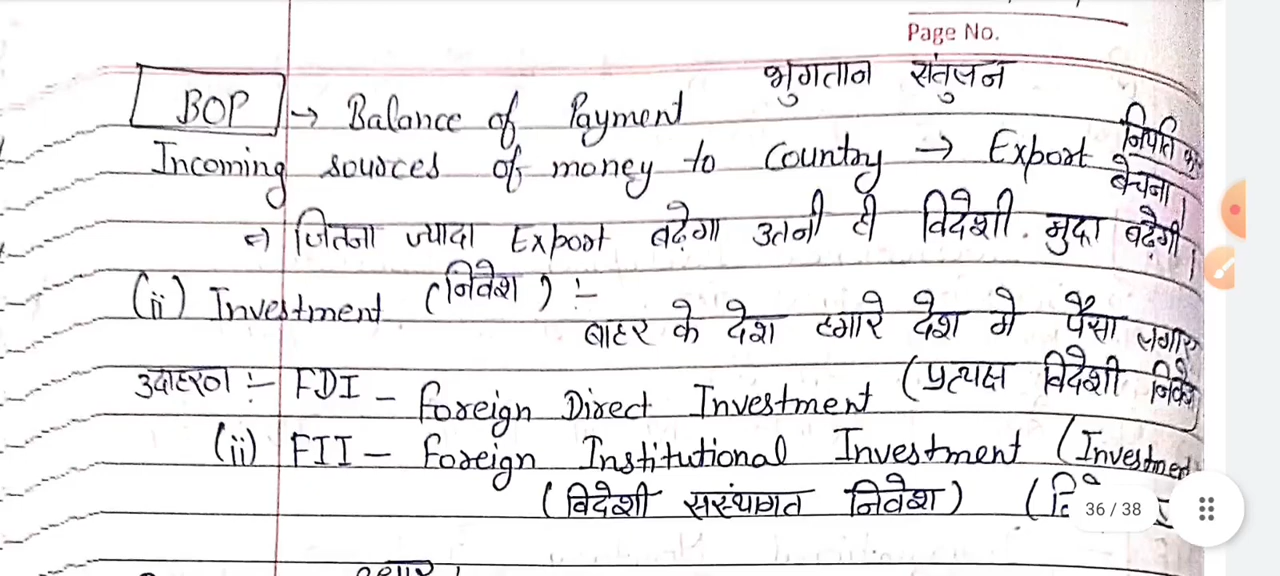 Page No.
भुगतान संतुलन
BOP → Balance of Payment
Incoming sources of money to Country → Export निर्यात
बेचना
⇒ जितना ज्यादा Export बढ़ेगा उतनी ही विदेशी मुद्रा बढ़ेगी।
(ii) Investment (निवेश) :-
बाहर के देश हमारे देश मे पैसा लगाए
उदाहरन :- FDI - Foreign Direct Investment (प्रत्यक्ष विदेशी
(ii) FII - Foreign Institutional Investment (Investment
(विदेशी सस्ंथागत निवेश)
36 / 38